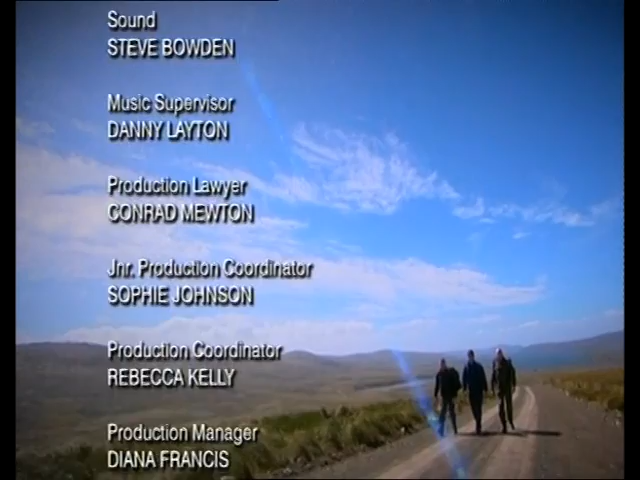 Sound
STEVE BOWDEN
Music Supervisor
DANNY LAYTON
Production Lawyer
CONRAD MEWTON
Jnr. Production Coordinator
SOPHIE JOHNSON
Production Coordinator
REBECCA KELLY
Production Manager
DIANA FRANCIS